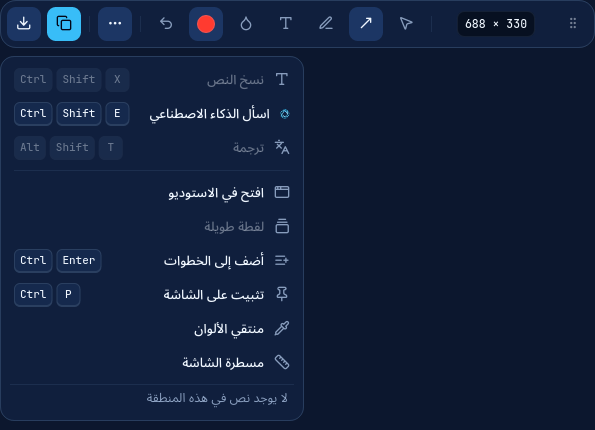 688 × 330
نسخ النص Ctrl Shift X
اسأل الذكاء الاصطناعي Ctrl Shift E
ترجمة Alt Shift T
افتح في الاستوديو
لقطة طويلة
أضف إلى الخطوات Ctrl Enter
تثبيت على الشاشة Ctrl P
منتقي الألوان
مسطرة الشاشة
لا يوجد نص في هذه المنطقة